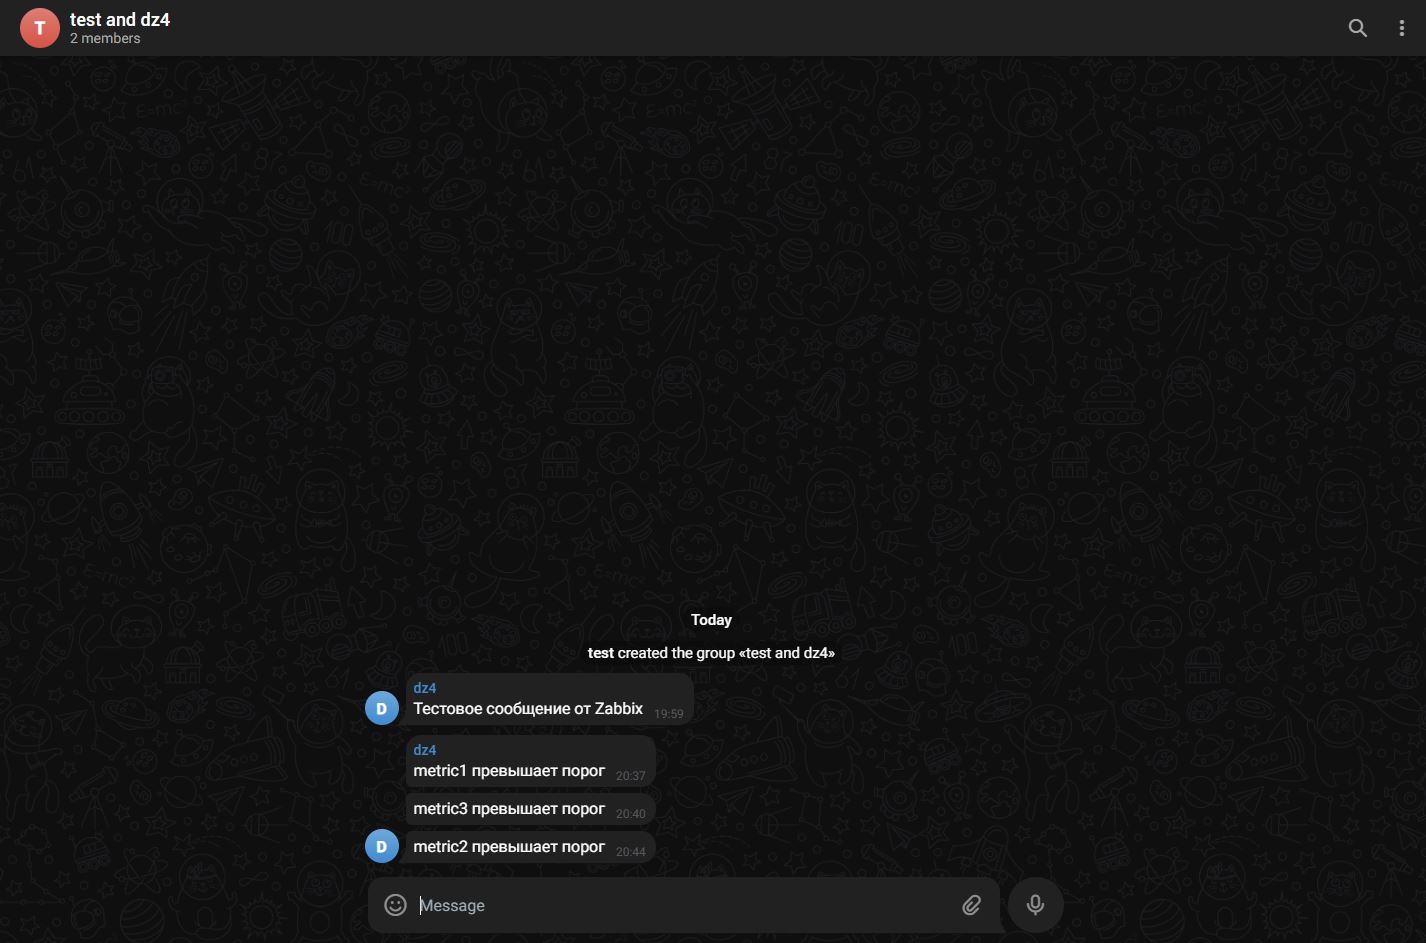 T
test and dz4
2 members
Today
test created the group «test and dz4»
dz4
Тестовое сообщение от Zabbix 19:59
D
dz4
metric1 превышает порог 20:37
metric3 превышает порог 20:40
metric2 превышает порог 20:44
D
Message